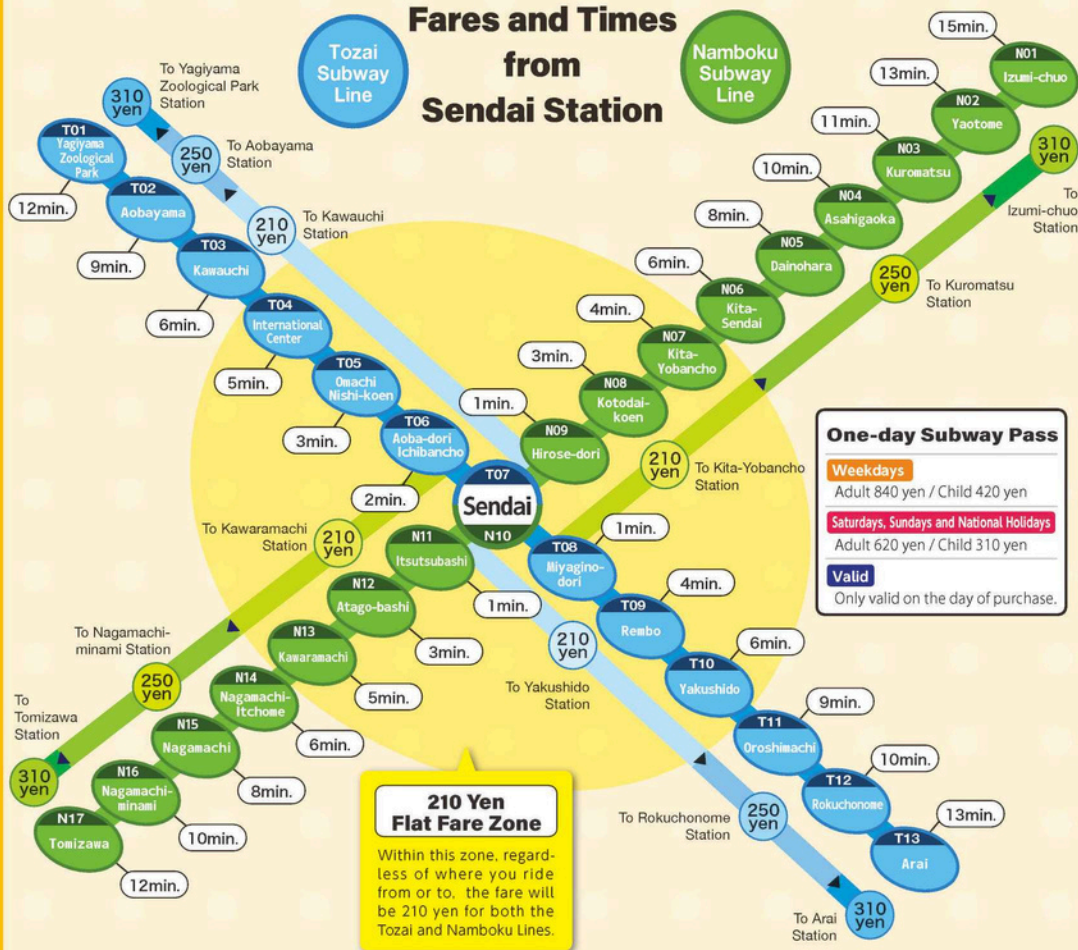 Fares and Times
from
Sendai Station
Tozai
Subway
Line
Namboku
Subway
Line
To Yagiyama
Zoological Park
Station
310
yen
To Aobayama
Station
250
yen
To Kawauchi
Station
210
yen
T01
Yagiyama
Zoological
Park
12min.
T02
Aobayama
9min.
T03
Kawauchi
6min.
T04
International
Center
5min.
T05
Omachi
Nishi-koen
3min.
T06
Aoba-dori
Ichibancho
2min.
T07
Sendai
N10
15min.
N01
Izumi-chuo
13min.
N02
Yaotome
11min.
N03
Kuromatsu
10min.
N04
Asahigaoka
8min.
N05
Dainohara
6min.
N06
Kita-
Sendai
4min.
N07
Kita-
Yobancho
3min.
N08
Kotodai-
koen
1min.
N09
Hirose-dori
310
yen
To
Izumi-chuo
Station
250
yen
To Kuromatsu
Station
210
yen
To Kita-Yobancho
Station
One-day Subway Pass
Weekdays
Adult 840 yen / Child 420 yen
Saturdays, Sundays and National Holidays
Adult 620 yen / Child 310 yen
Valid
Only valid on the day of purchase.
To Kawaramachi
Station
210
yen
To Nagamachi-
minami Station
250
yen
To
Tomizawa
Station
310
yen
N11
Itsutsubashi
1min.
N12
Atago-bashi
3min.
N13
Kawaramachi
5min.
N14
Nagamachi-
Itchome
6min.
N15
Nagamachi
8min.
N16
Nagamachi-
minami
10min.
N17
Tomizawa
12min.
T08
Miyagino-
dori
1min.
T09
Rembo
4min.
T10
Yakushido
6min.
T11
Oroshimachi
9min.
T12
Rokuchonome
10min.
T13
Arai
13min.
210
yen
To Yakushido
Station
To Rokuchonome
Station
250
yen
To Arai
Station
310
yen
210 Yen
Flat Fare Zone
Within this zone, regard-
less of where you ride
from or to, the fare will
be 210 yen for both the
Tozai and Namboku Lines.